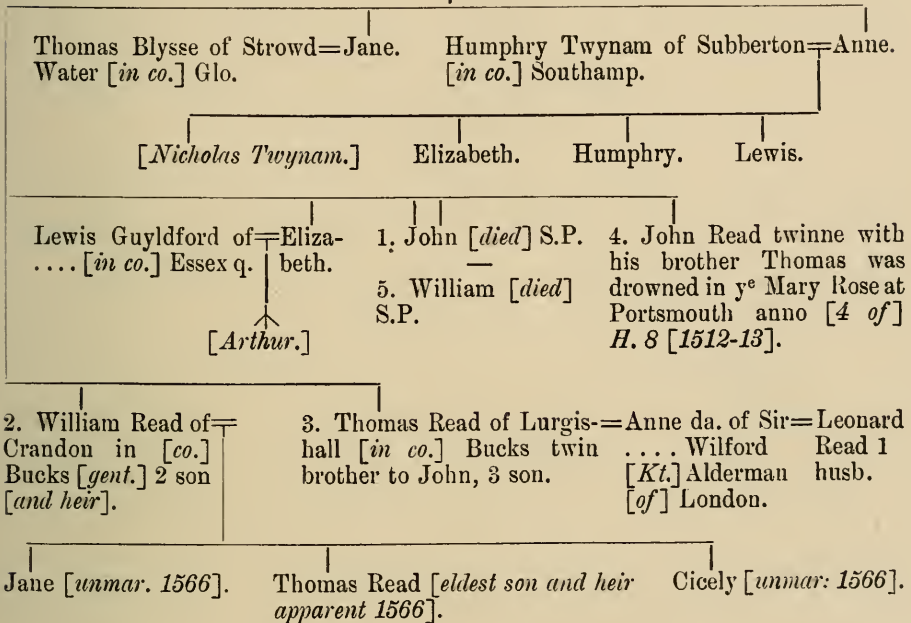 Thomas Blysse of Strowd=Jane.
Water [in co.] Glo.
Humphry Twynam of Subberton=Anne.
[in co.] Southamp.
[Nicholas Twynam.]
Elizabeth.
Humphry.
Lewis.
Lewis Guyldford of=Eliza-
.... [in co.] Essex q. beth.
[Arthur.]
1. John [died] S.P.
—
5. William [died]
S.P.
4. John Read twinne with
his brother Thomas was
drowned in yᵉ Mary Rose at
Portsmouth anno [4 of]
H. 8 [1512-13].
2. William Read of=
Crandon in [co.]
Bucks [gent.] 2 son
[and heir].
3. Thomas Read of Lurgis-=Anne da. of Sir=Leonard
hall [in co.] Bucks twin .... Wilford Read 1
brother to John, 3 son. [Kt.] Alderman husb.
[of] London.
Jane [unmar. 1566].
Thomas Read [eldest son and heir
apparent 1566].
Cicely [unmar: 1566].